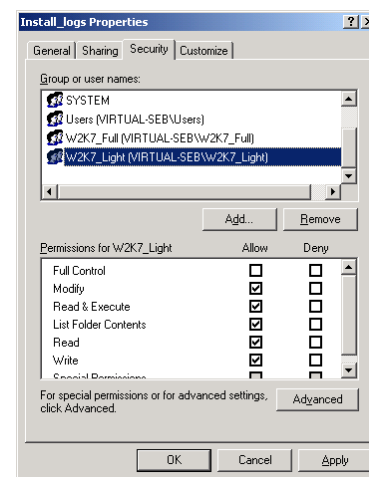 Install_logs Properties
General Sharing Security Customize
Group or user names:
SYSTEM
Users (VIRTUAL-SEB\Users)
W2K7_Full (VIRTUAL-SEB\W2K7_Full)
W2K7_Light (VIRTUAL-SEB\W2K7_Light)
Add... Remove
Permissions for W2K7_Light Allow Deny
Full Control
Modify
Read & Execute
List Folder Contents
Read
Write
Special Permissions
For special permissions or for advanced settings,
click Advanced.
Advanced
OK Cancel Apply